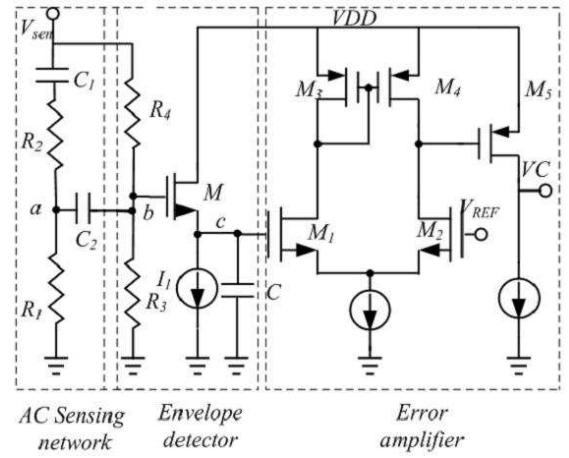 V_sen
VDD
C1
M3
M4
M5
R4
R2
M
VC
a
b
c
V_REF
C2
M1
M2
I1
C
R1
R3
AC Sensing
network
Envelope
detector
Error
amplifier